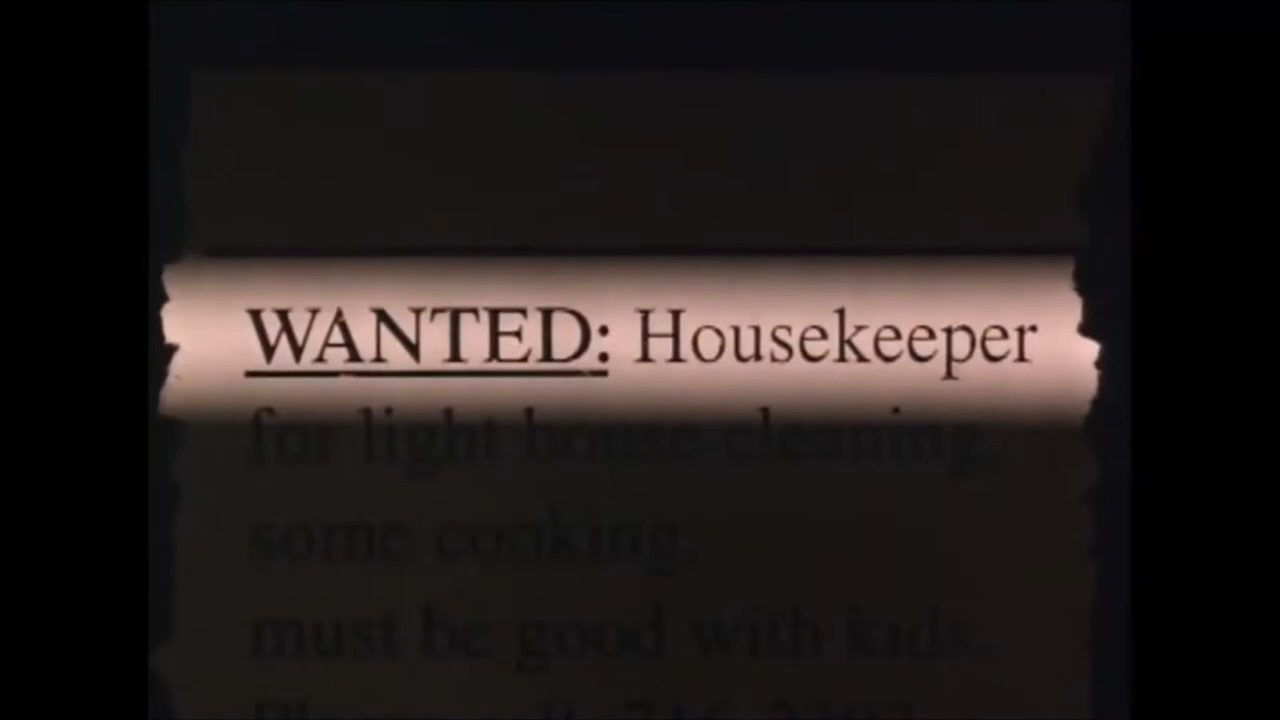 WANTED: Housekeeper
for light house cleaning,
some cooking,
must be good with kids.